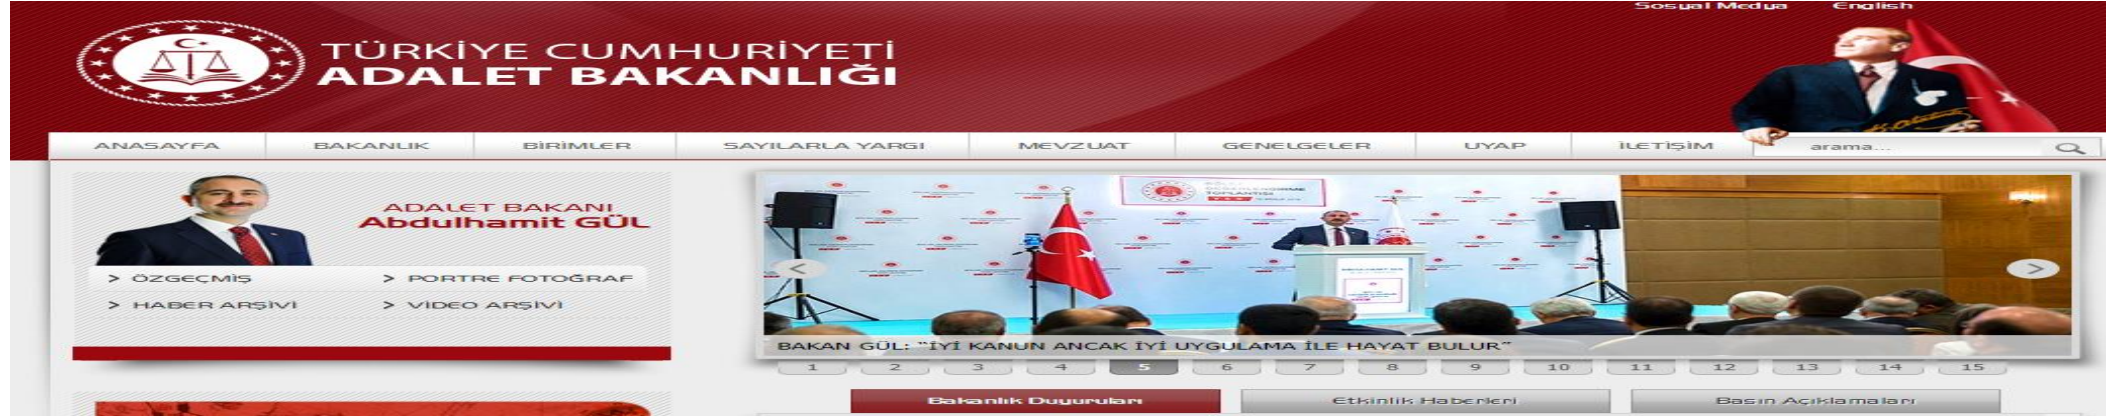 Sosyal Medya English
TÜRKİYE CUMHURİYETİ
ADALET BAKANLIĞI
ANASAYFA BAKANLIK BİRİMLER SAYILARLA YARGI MEVZUAT GENELGELER UYAP İLETİŞİM arama...
ADALET BAKANI
Abdulhamit GÜL
> ÖZGEÇMİŞ > PORTRE FOTOĞRAF
> HABER ARŞİVİ > VİDEO ARŞİVİ
DEĞERLENDİRME
TOPLANTISI
BAKAN GÜL: “İYİ KANUN ANCAK İYİ UYGULAMA İLE HAYAT BULUR”
1 2 3 4 5 6 7 8 9 10 11 12 13 14 15
Bakanlık Duyuruları Etkinlik Haberleri Basın Açıklamaları